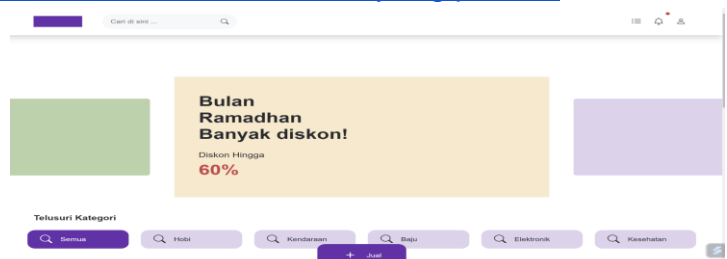 Cari di sini ...
Bulan
Ramadhan
Banyak diskon!
Diskon Hingga
60%
Telusuri Kategori
Semua
Hobi
Kendaraan
Baju
Elektronik
Kesehatan
+ Jual